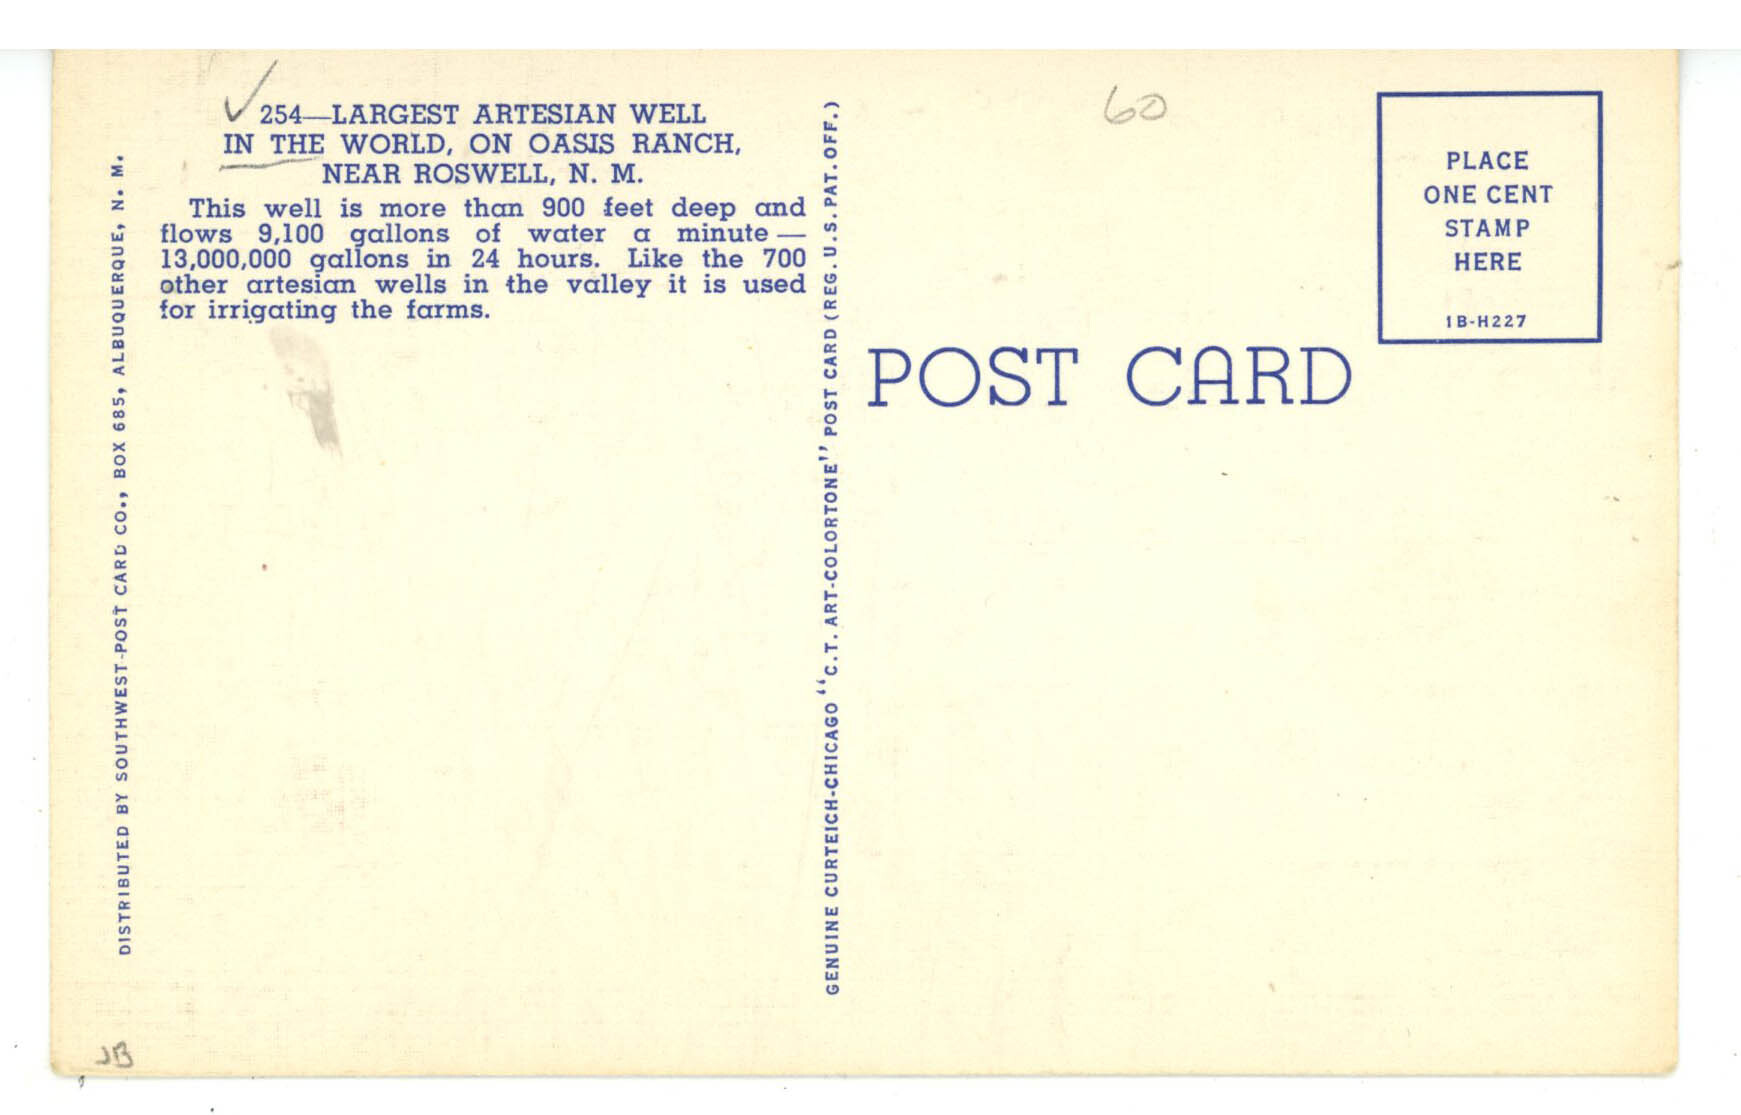 254—LARGEST ARTESIAN WELL
IN THE WORLD, ON OASIS RANCH,
NEAR ROSWELL, N. M.
This well is more than 900 feet deep and
flows 9,100 gallons of water a minute —
13,000,000 gallons in 24 hours. Like the 700
other artesian wells in the valley it is used
for irrigating the farms.
DISTRIBUTED BY SOUTHWEST-POST CARD CO., BOX 685, ALBUQUERQUE, N. M.
JB
GENUINE CURTEICH-CHICAGO "C.T. ART-COLORTONE" POST CARD (REG. U.S. PAT. OFF.)
60
PLACE
ONE CENT
STAMP
HERE
1B-H227
POST CARD